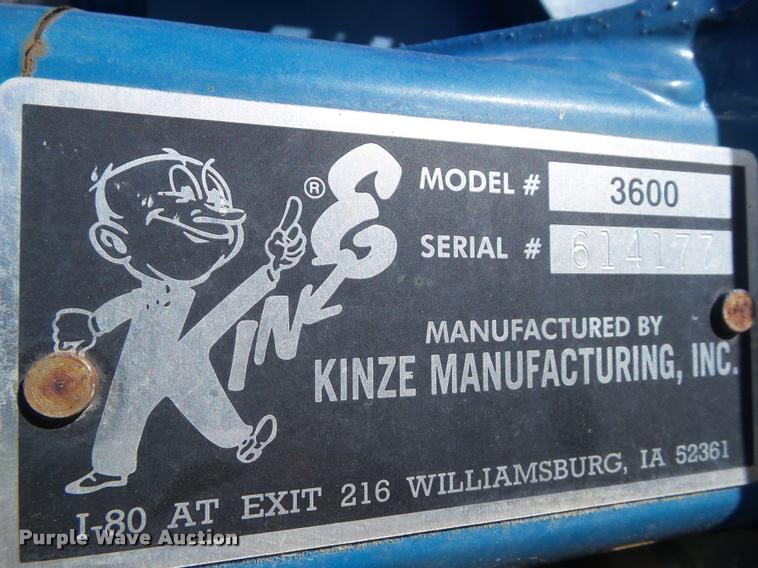 KINZE ®
MODEL # 3600
SERIAL # 614177
MANUFACTURED BY
KINZE MANUFACTURING, INC.
I-80 AT EXIT 216 WILLIAMSBURG, IA 52361
Purple Wave Auction